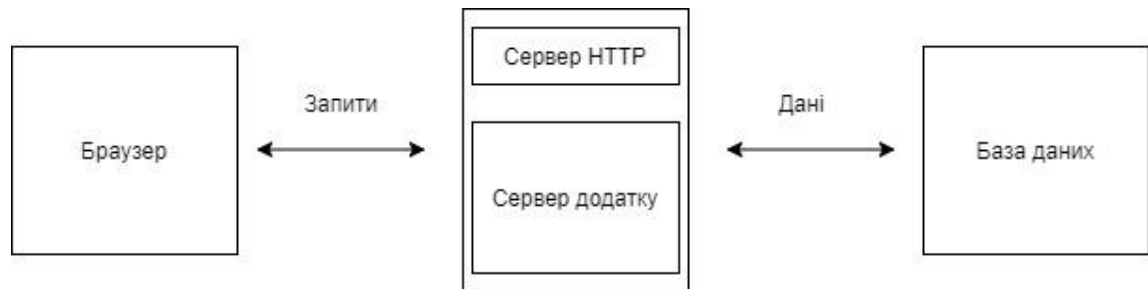 Браузер
Запити
Сервер HTTP
Сервер додатку
Дані
База даних